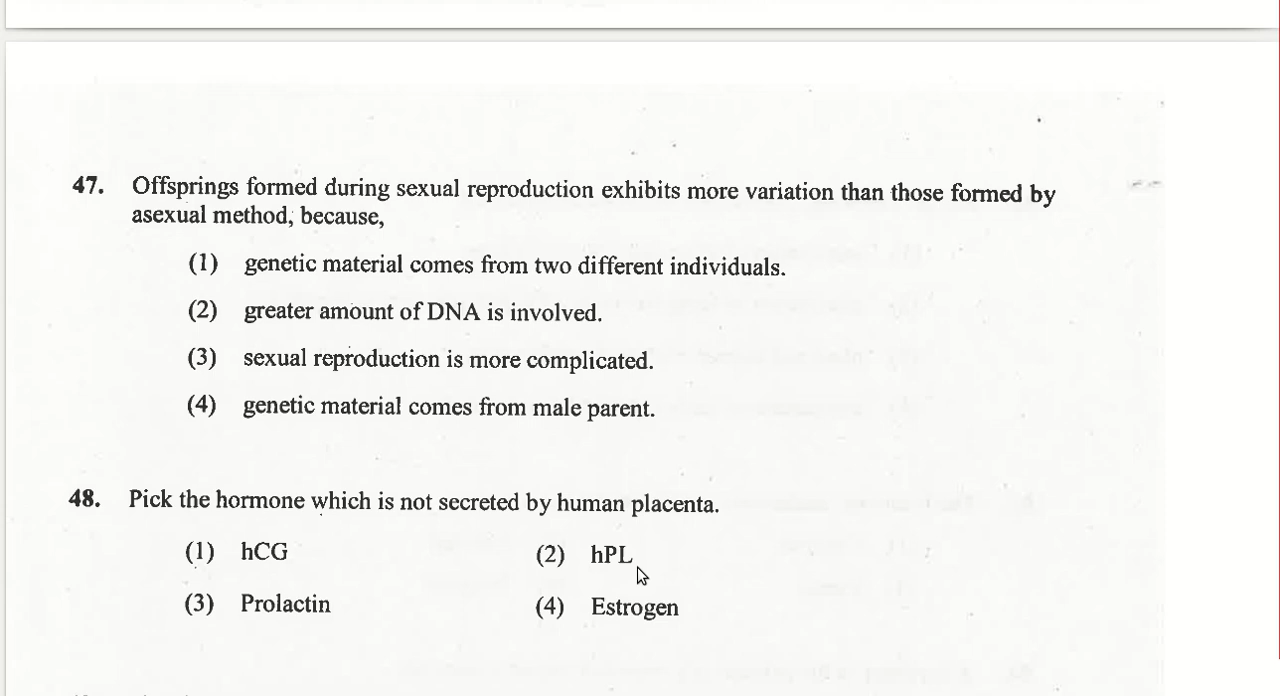 47. Offsprings formed during sexual reproduction exhibits more variation than those formed by
asexual method, because,
(1) genetic material comes from two different individuals.
(2) greater amount of DNA is involved.
(3) sexual reproduction is more complicated.
(4) genetic material comes from male parent.
48. Pick the hormone which is not secreted by human placenta.
(1) hCG (2) hPL
(3) Prolactin (4) Estrogen